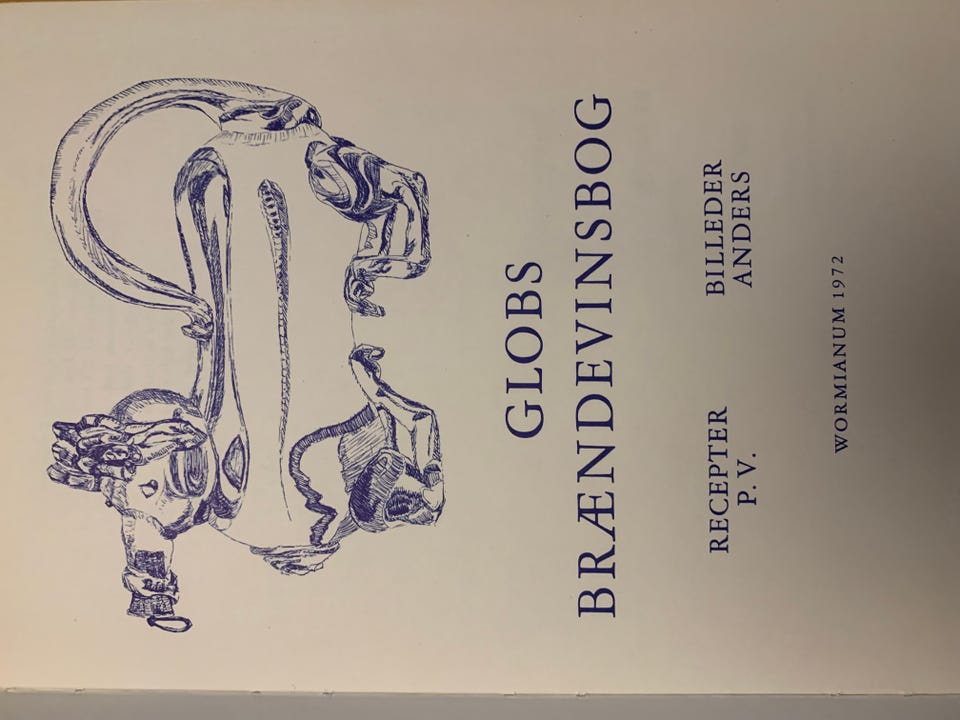 GLOBS
BRÆNDEVINSBOG
RECEPTER
P. V.
BILLEDER
ANDERS
WORMIANUM 1972